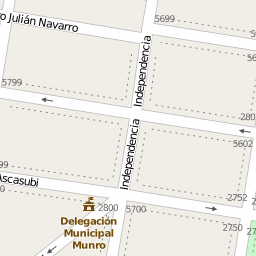 5699
o Julián Navarro
Independencia
5799
280
5602
Independencia
99
Ascasubi
2752
2800
5700
2750
Delegación
Municipal
Munro